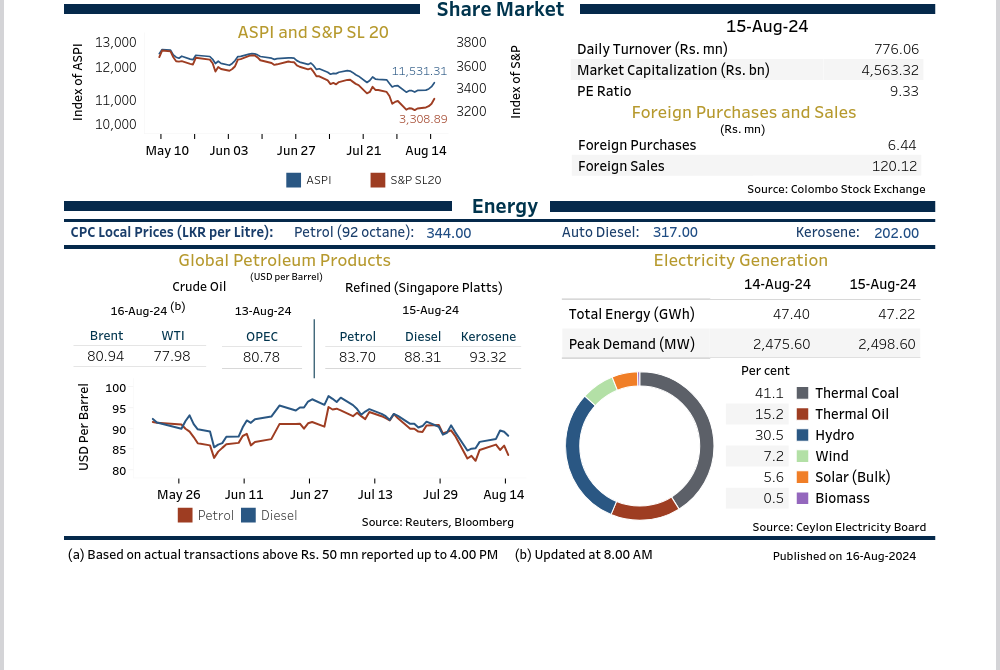 Share Market
ASPI and S&P SL 20
Index of ASPI
13,000
12,000
11,000
10,000
3800
3600
3400
3200
Index of S&P
11,531.31
3,308.89
May 10 Jun 03 Jun 27 Jul 21 Aug 14
ASPI S&P SL20
15-Aug-24
Daily Turnover (Rs. mn) 776.06
Market Capitalization (Rs. bn) 4,563.32
PE Ratio 9.33
Foreign Purchases and Sales
(Rs. mn)
Foreign Purchases 6.44
Foreign Sales 120.12
Source: Colombo Stock Exchange
Energy
CPC Local Prices (LKR per Litre): Petrol (92 octane): 344.00 Auto Diesel: 317.00 Kerosene: 202.00
Global Petroleum Products
(USD per Barrel)
Crude Oil Refined (Singapore Platts)
16-Aug-24 (b) 13-Aug-24 15-Aug-24
Brent WTI OPEC Petrol Diesel Kerosene
80.94 77.98 80.78 83.70 88.31 93.32
USD Per Barrel
100
95
90
85
80
May 26 Jun 11 Jun 27 Jul 13 Jul 29 Aug 14
Petrol Diesel
Source: Reuters, Bloomberg
Electricity Generation
14-Aug-24 15-Aug-24
Total Energy (GWh) 47.40 47.22
Peak Demand (MW) 2,475.60 2,498.60
Per cent
41.1 Thermal Coal
15.2 Thermal Oil
30.5 Hydro
7.2 Wind
5.6 Solar (Bulk)
0.5 Biomass
Source: Ceylon Electricity Board
(a) Based on actual transactions above Rs. 50 mn reported up to 4.00 PM (b) Updated at 8.00 AM Published on 16-Aug-2024